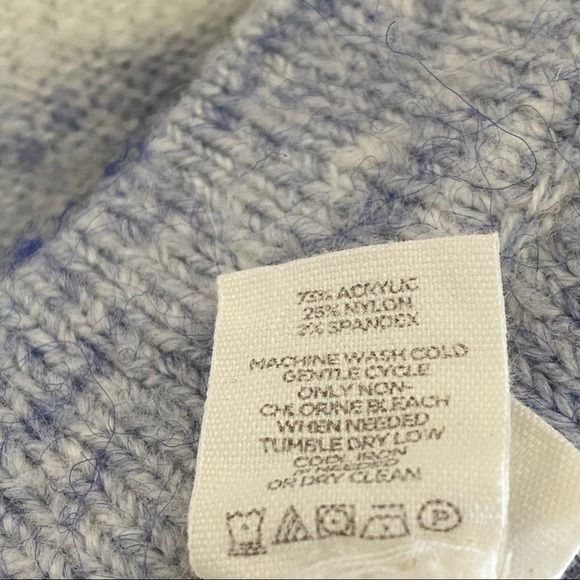 73% ACRYLIC
25% NYLON
2% SPANDEX
MACHINE WASH COLD
GENTLE CYCLE
ONLY NON-
CHLORINE BLEACH
WHEN NEEDED
TUMBLE DRY LOW
COOL IRON
IF NEEDED
OR DRY CLEAN
P